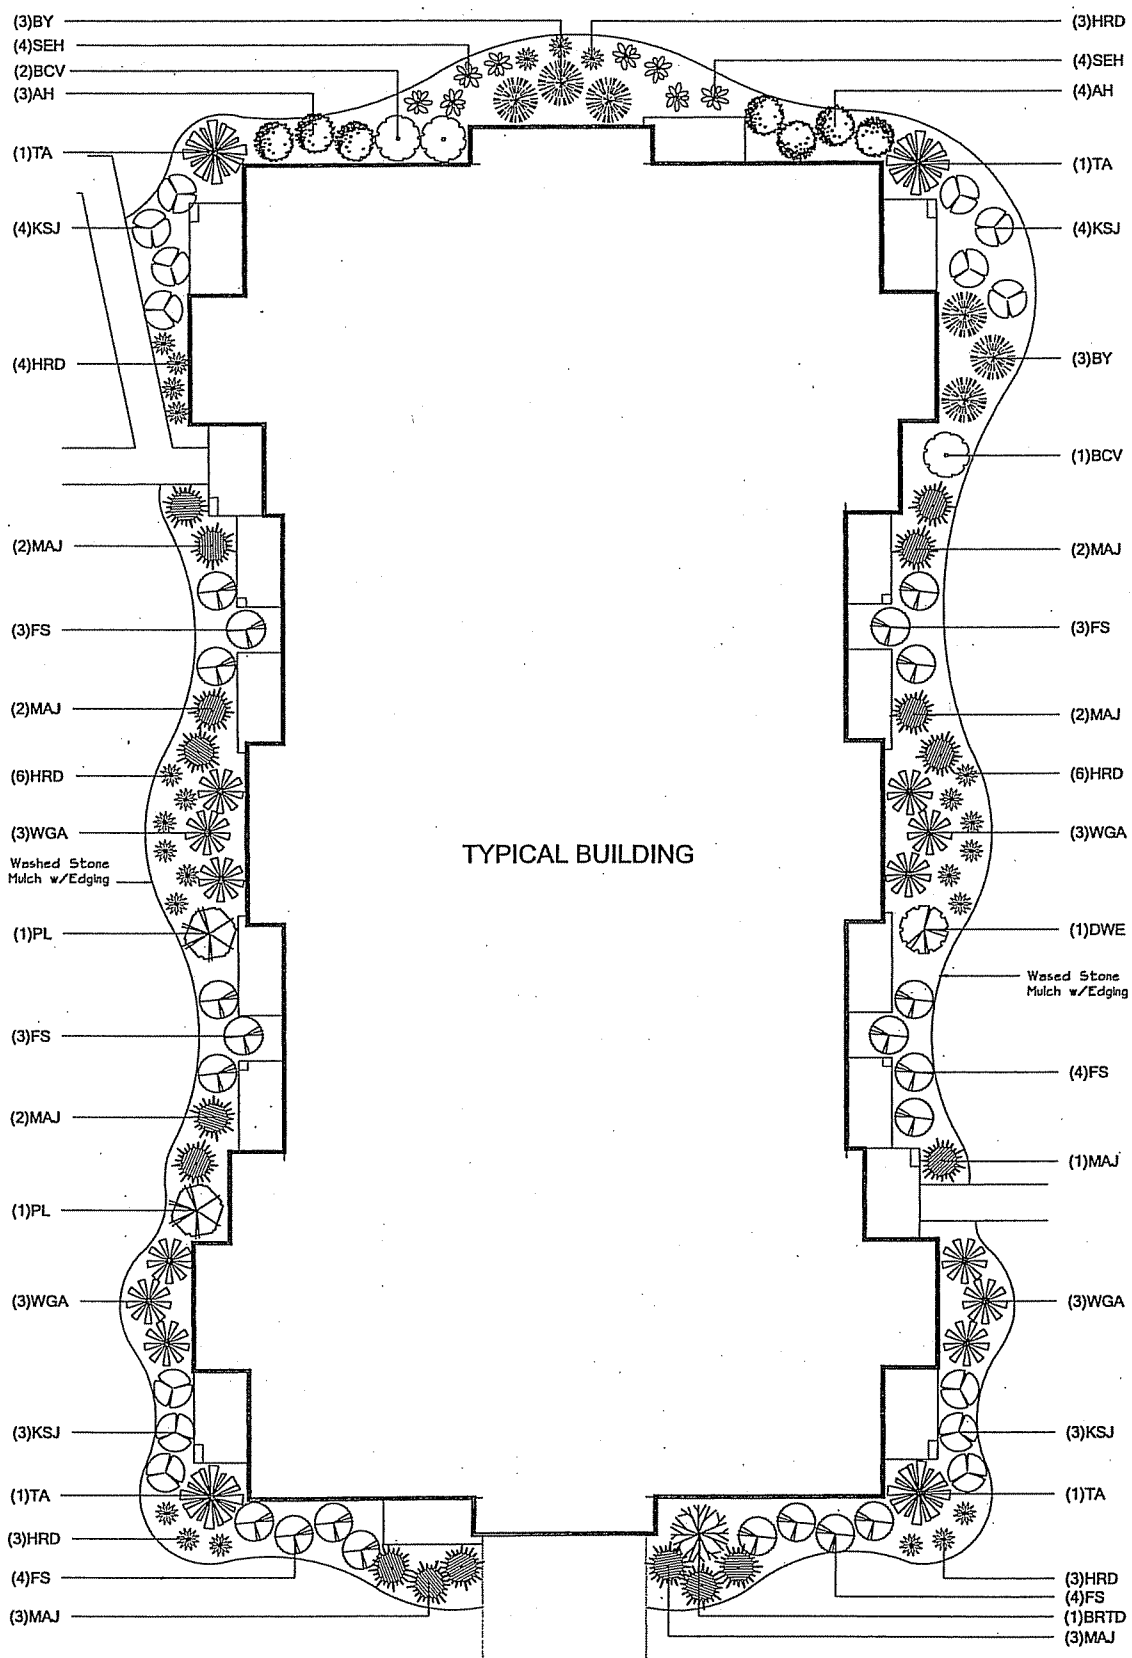 (3)BY
(4)SEH
(2)BCV
(3)AH
(1)TA
(4)KSJ
(4)HRD
(2)MAJ
(3)FS
(2)MAJ
(6)HRD
(3)WGA
Washed Stone
Mulch w/Edging
(1)PL
(3)FS
(2)MAJ
(1)PL
(3)WGA
(3)KSJ
(1)TA
(3)HRD
(4)FS
(3)MAJ
TYPICAL BUILDING
(3)HRD
(4)SEH
(4)AH
(1)TA
(4)KSJ
(3)BY
(1)BCV
(2)MAJ
(3)FS
(2)MAJ
(6)HRD
(3)WGA
(1)DWE
Wased Stone
Mulch w/Edging
(4)FS
(1)MAJ
(3)WGA
(3)KSJ
(1)TA
(3)HRD
(4)FS
(1)BRTD
(3)MAJ